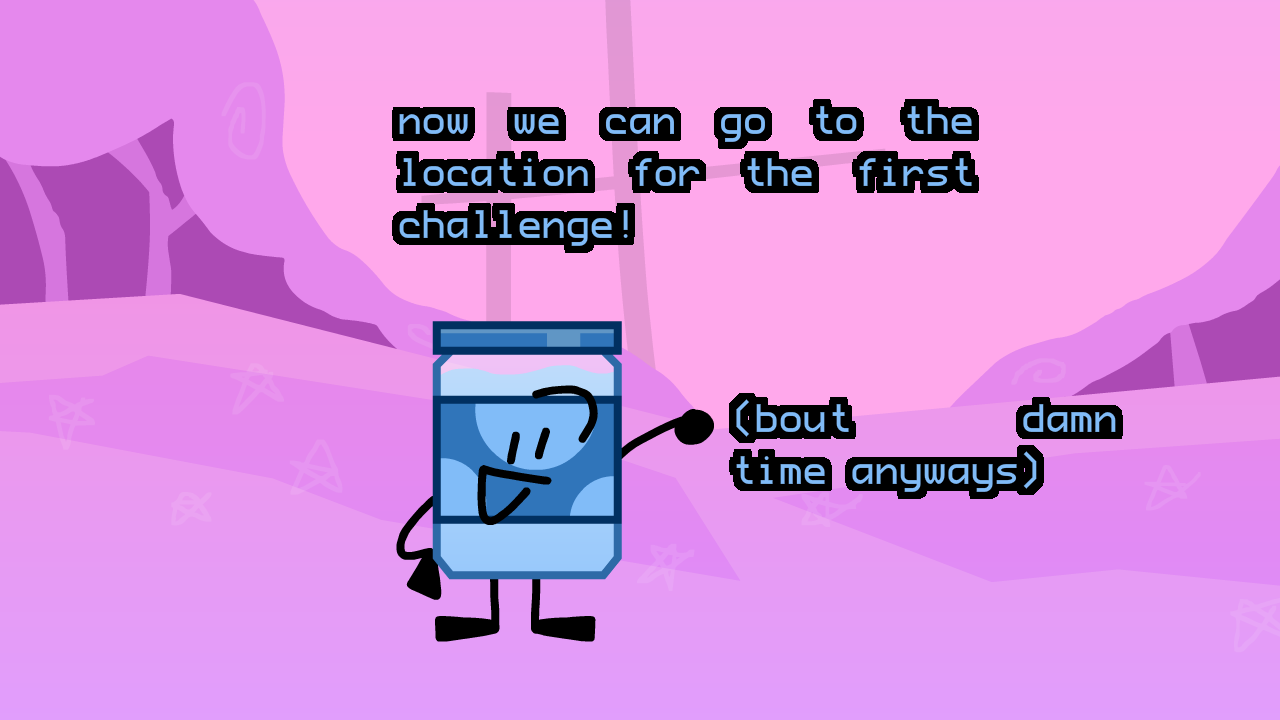 now we can go to the
location for the first
challenge!
(bout damn
time anyways)